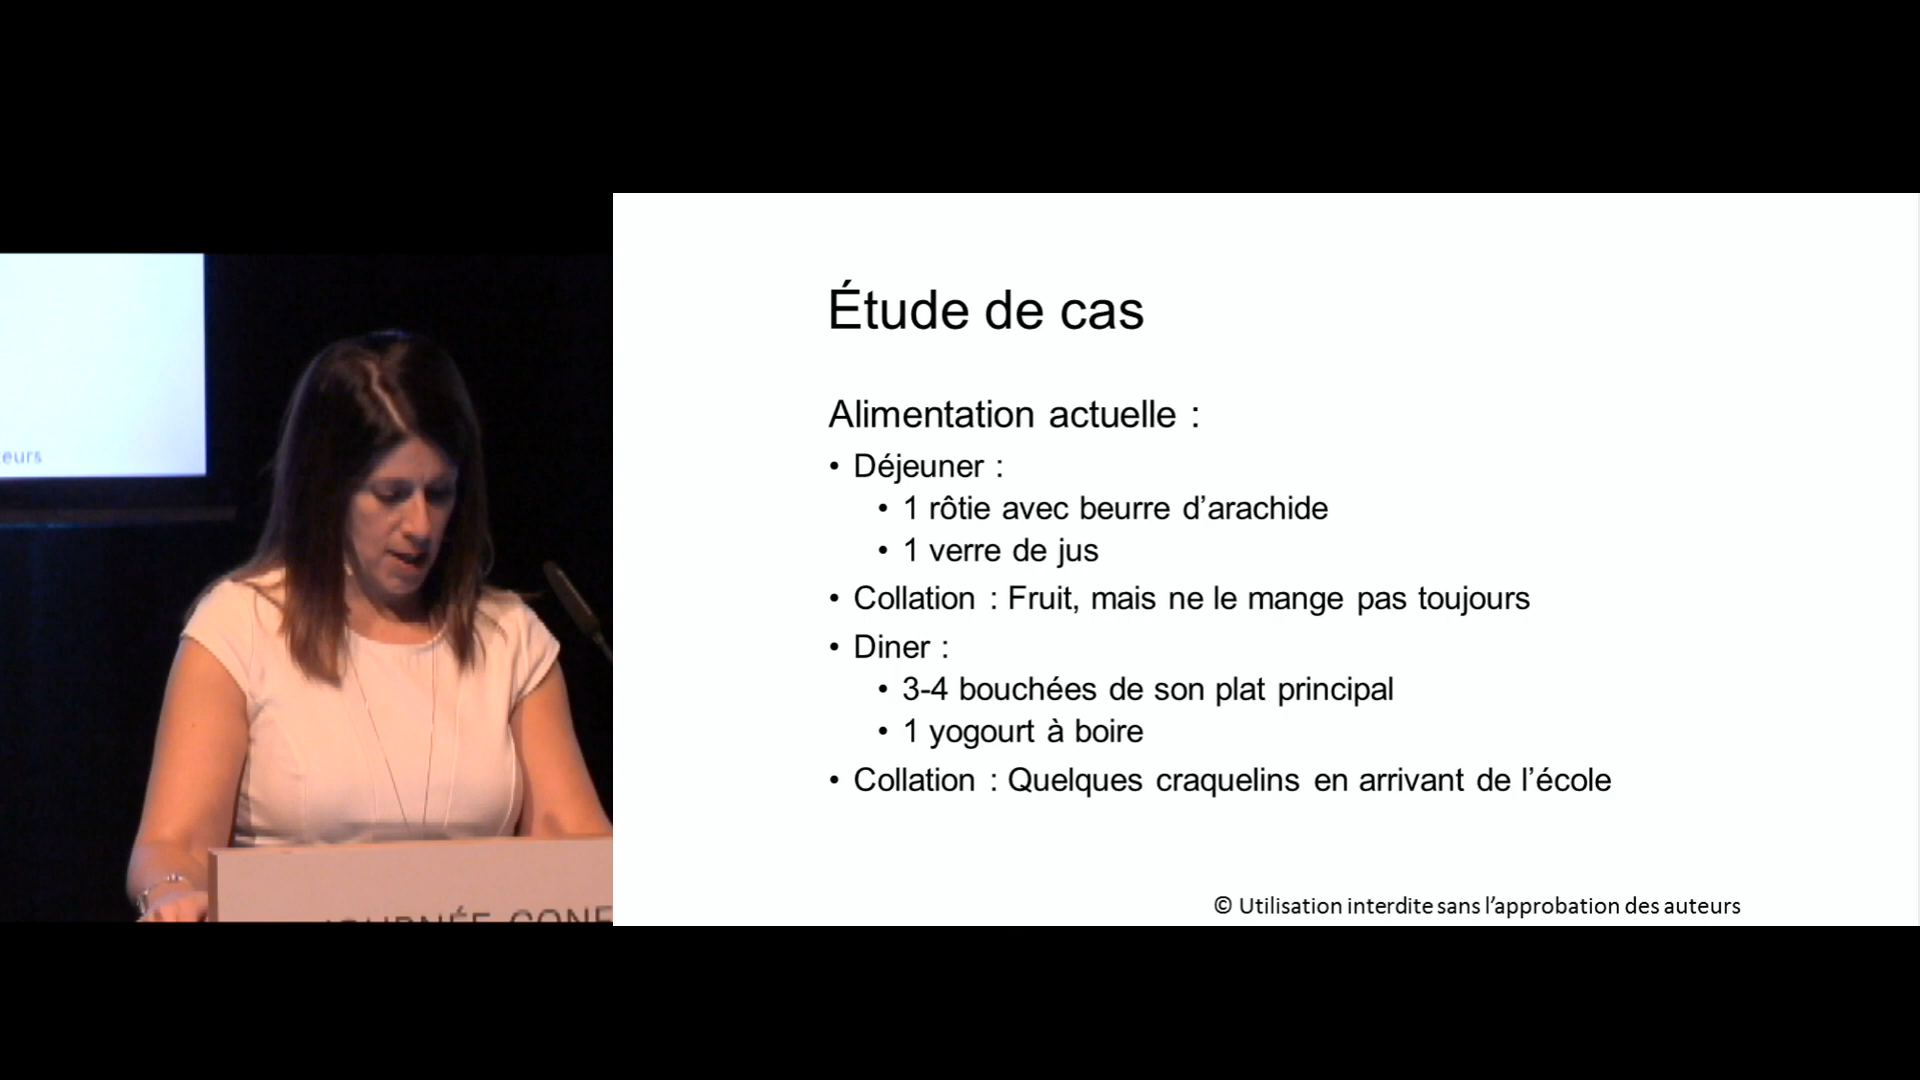 Étude de cas
Alimentation actuelle :
• Déjeuner :
• 1 rôtie avec beurre d’arachide
• 1 verre de jus
• Collation : Fruit, mais ne le mange pas toujours
• Diner :
• 3-4 bouchées de son plat principal
• 1 yogourt à boire
• Collation : Quelques craquelins en arrivant de l’école
© Utilisation interdite sans l’approbation des auteurs
JOURNÉE CONF